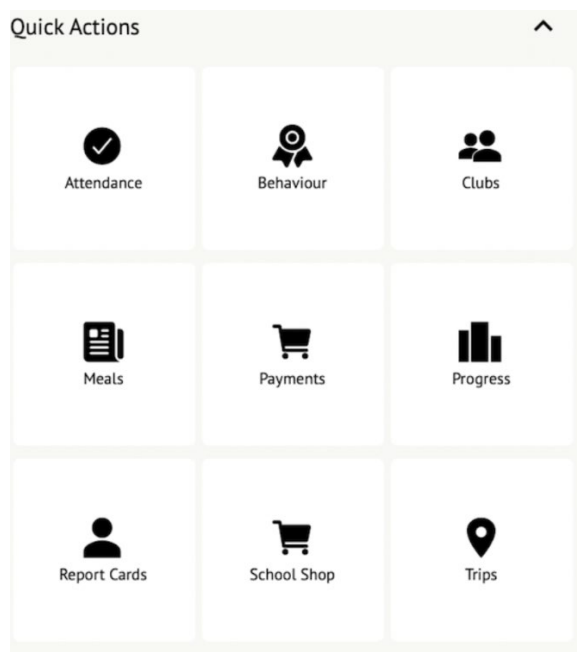 Quick Actions
Attendance
Behaviour
Clubs
Meals
Payments
Progress
Report Cards
School Shop
Trips